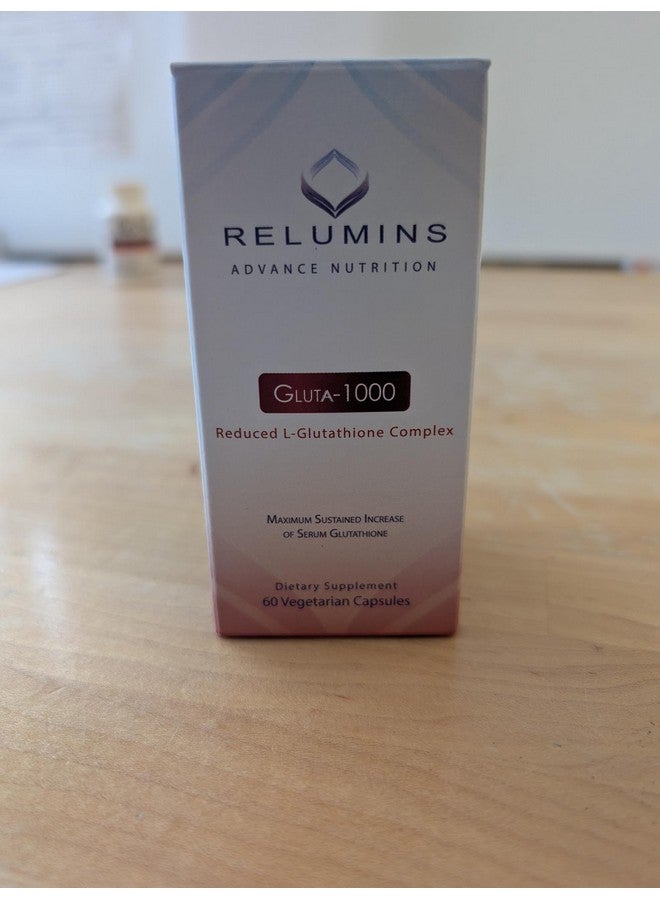 RELUMINS
ADVANCE NUTRITION
GLUTA-1000
Reduced L-Glutathione Complex
MAXIMUM SUSTAINED INCREASE
OF SERUM GLUTATHIONE
Dietary Supplement
60 Vegetarian Capsules